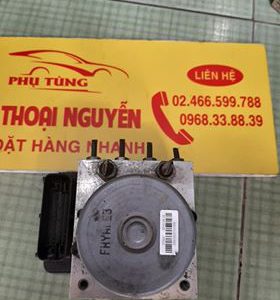 PHỤ TÙNG
LIÊN HỆ
THOẠI NGUYỄN
02.466.599.788
0968.33.88.39
ĐẶT HÀNG NHANH